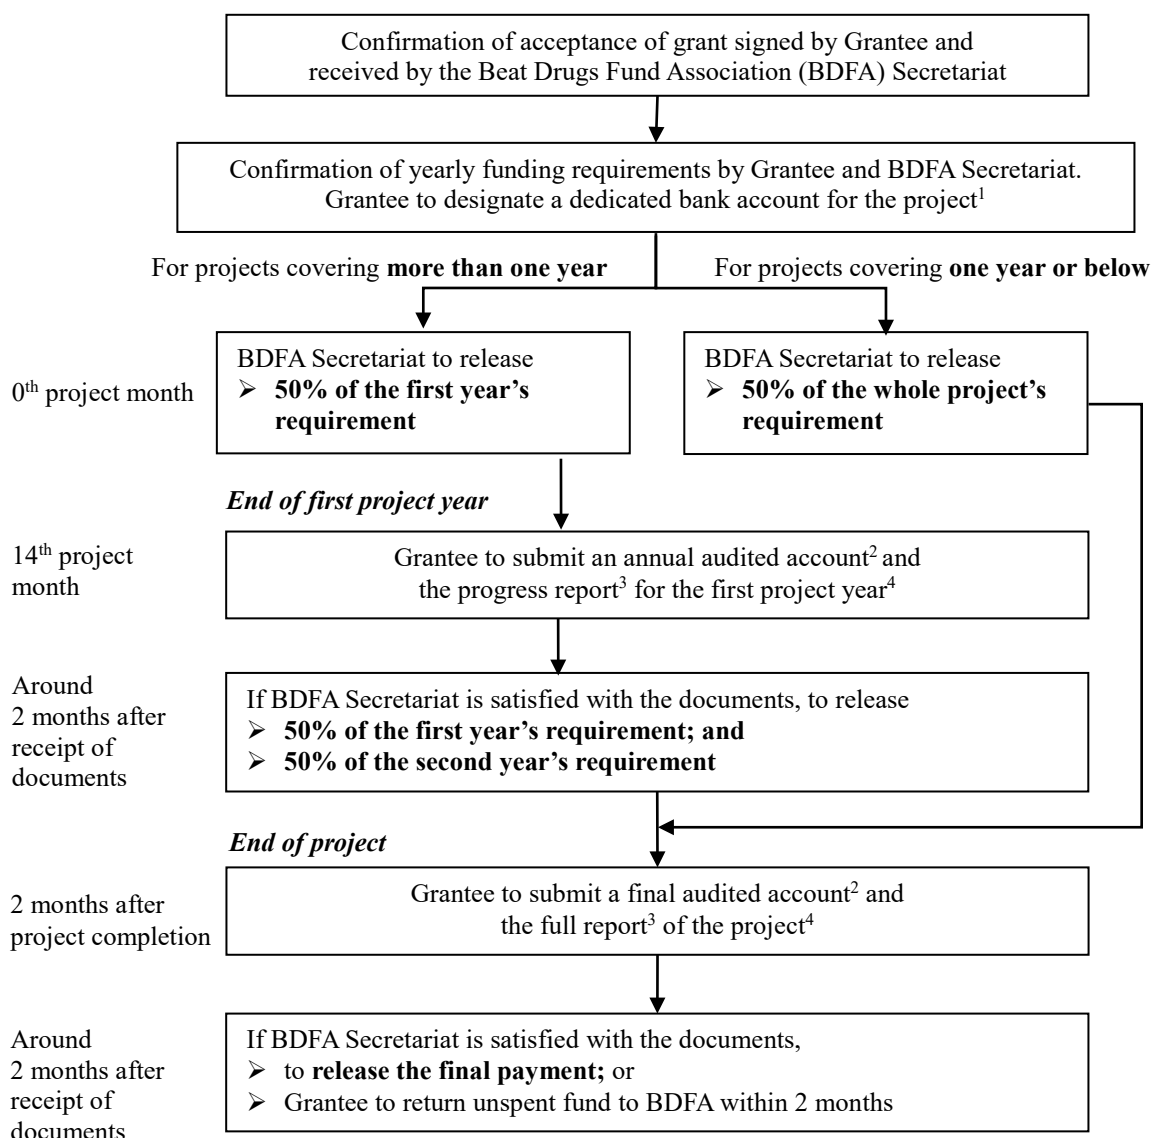 Confirmation of acceptance of grant signed by Grantee and
received by the Beat Drugs Fund Association (BDFA) Secretariat
Confirmation of yearly funding requirements by Grantee and BDFA Secretariat.
Grantee to designate a dedicated bank account for the project¹
For projects covering more than one year
For projects covering one year or below
0th project month
BDFA Secretariat to release
➢ 50% of the first year’s
requirement
BDFA Secretariat to release
➢ 50% of the whole project’s
requirement
End of first project year
14th project
month
Grantee to submit an annual audited account² and
the progress report³ for the first project year⁴
Around
2 months after
receipt of
documents
If BDFA Secretariat is satisfied with the documents, to release
➢ 50% of the first year’s requirement; and
➢ 50% of the second year’s requirement
End of project
2 months after
project completion
Grantee to submit a final audited account² and
the full report³ of the project⁴
Around
2 months after
receipt of
documents
If BDFA Secretariat is satisfied with the documents,
➢ to release the final payment; or
➢ Grantee to return unspent fund to BDFA within 2 months